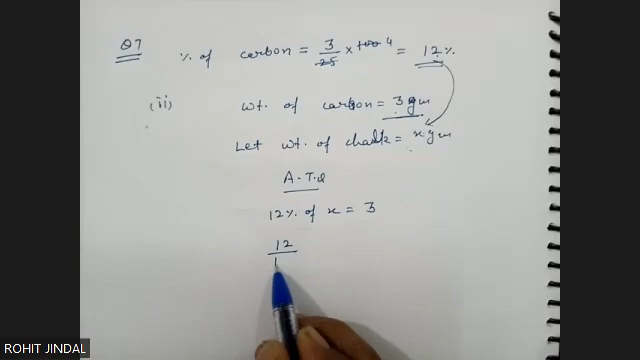 Q7
% of carbon = 3/25 × 100 4 = 12%
(ii) wt. of carbon = 3 gm
Let wt. of chalk = x gm
A.T.Q
12% of x = 3
12
ROHIT JINDAL